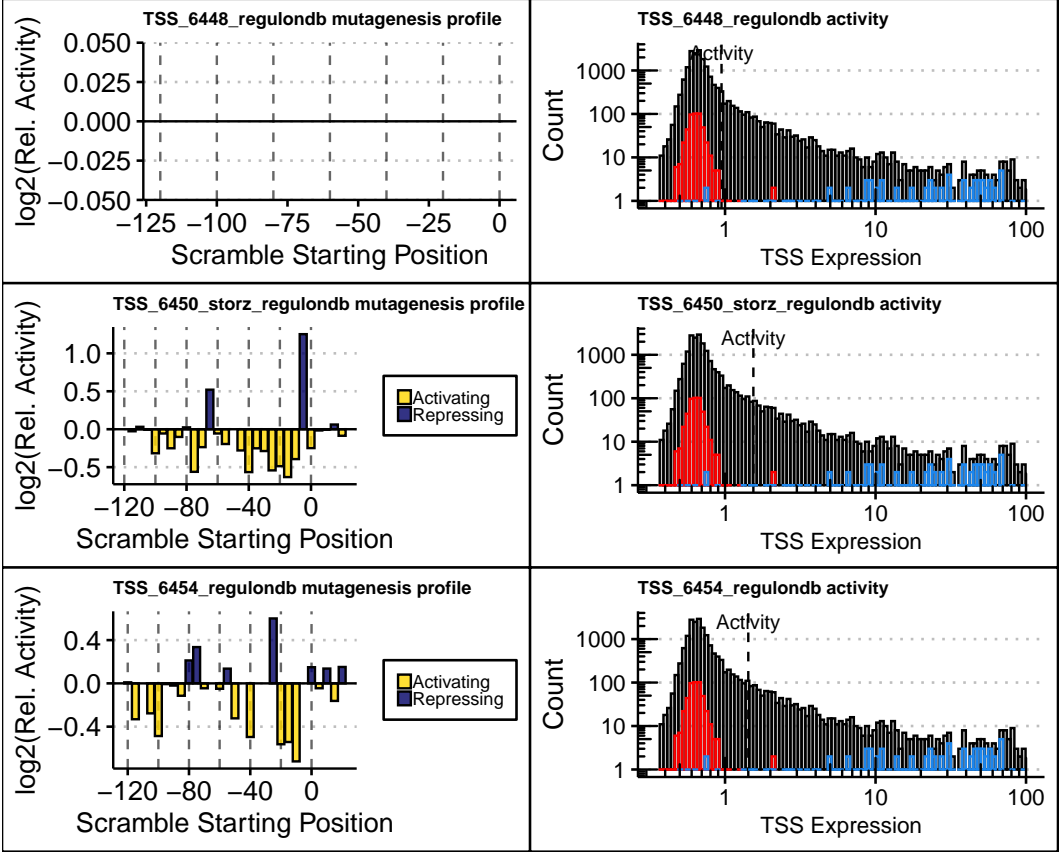 TSS_6448_regulondb mutagenesis profile
log2(Rel. Activity)
0.050
0.025
0.000
−0.025
−0.050
−125 −100 −75 −50 −25 0
Scramble Starting Position
TSS_6448_regulondb activity
Activity
Count
1000
100
10
1
1 10 100
TSS Expression
TSS_6450_storz_regulondb mutagenesis profile
log2(Rel. Activity)
1.0
0.5
0.0
−0.5
−120 −80 −40 0
Scramble Starting Position
Activating
Repressing
TSS_6450_storz_regulondb activity
Activity
Count
1000
100
10
1
1 10 100
TSS Expression
TSS_6454_regulondb mutagenesis profile
log2(Rel. Activity)
0.4
0.0
−0.4
−120 −80 −40 0
Scramble Starting Position
Activating
Repressing
TSS_6454_regulondb activity
Activity
Count
1000
100
10
1
1 10 100
TSS Expression